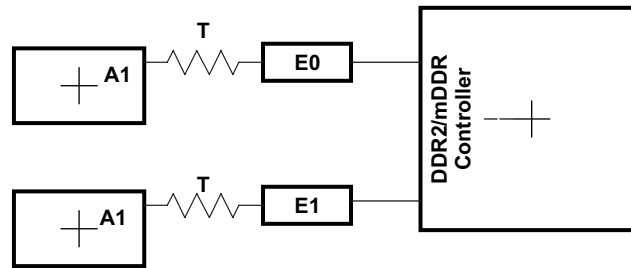 T
A1
E0
DDR2/mDDR
Controller
T
A1
E1